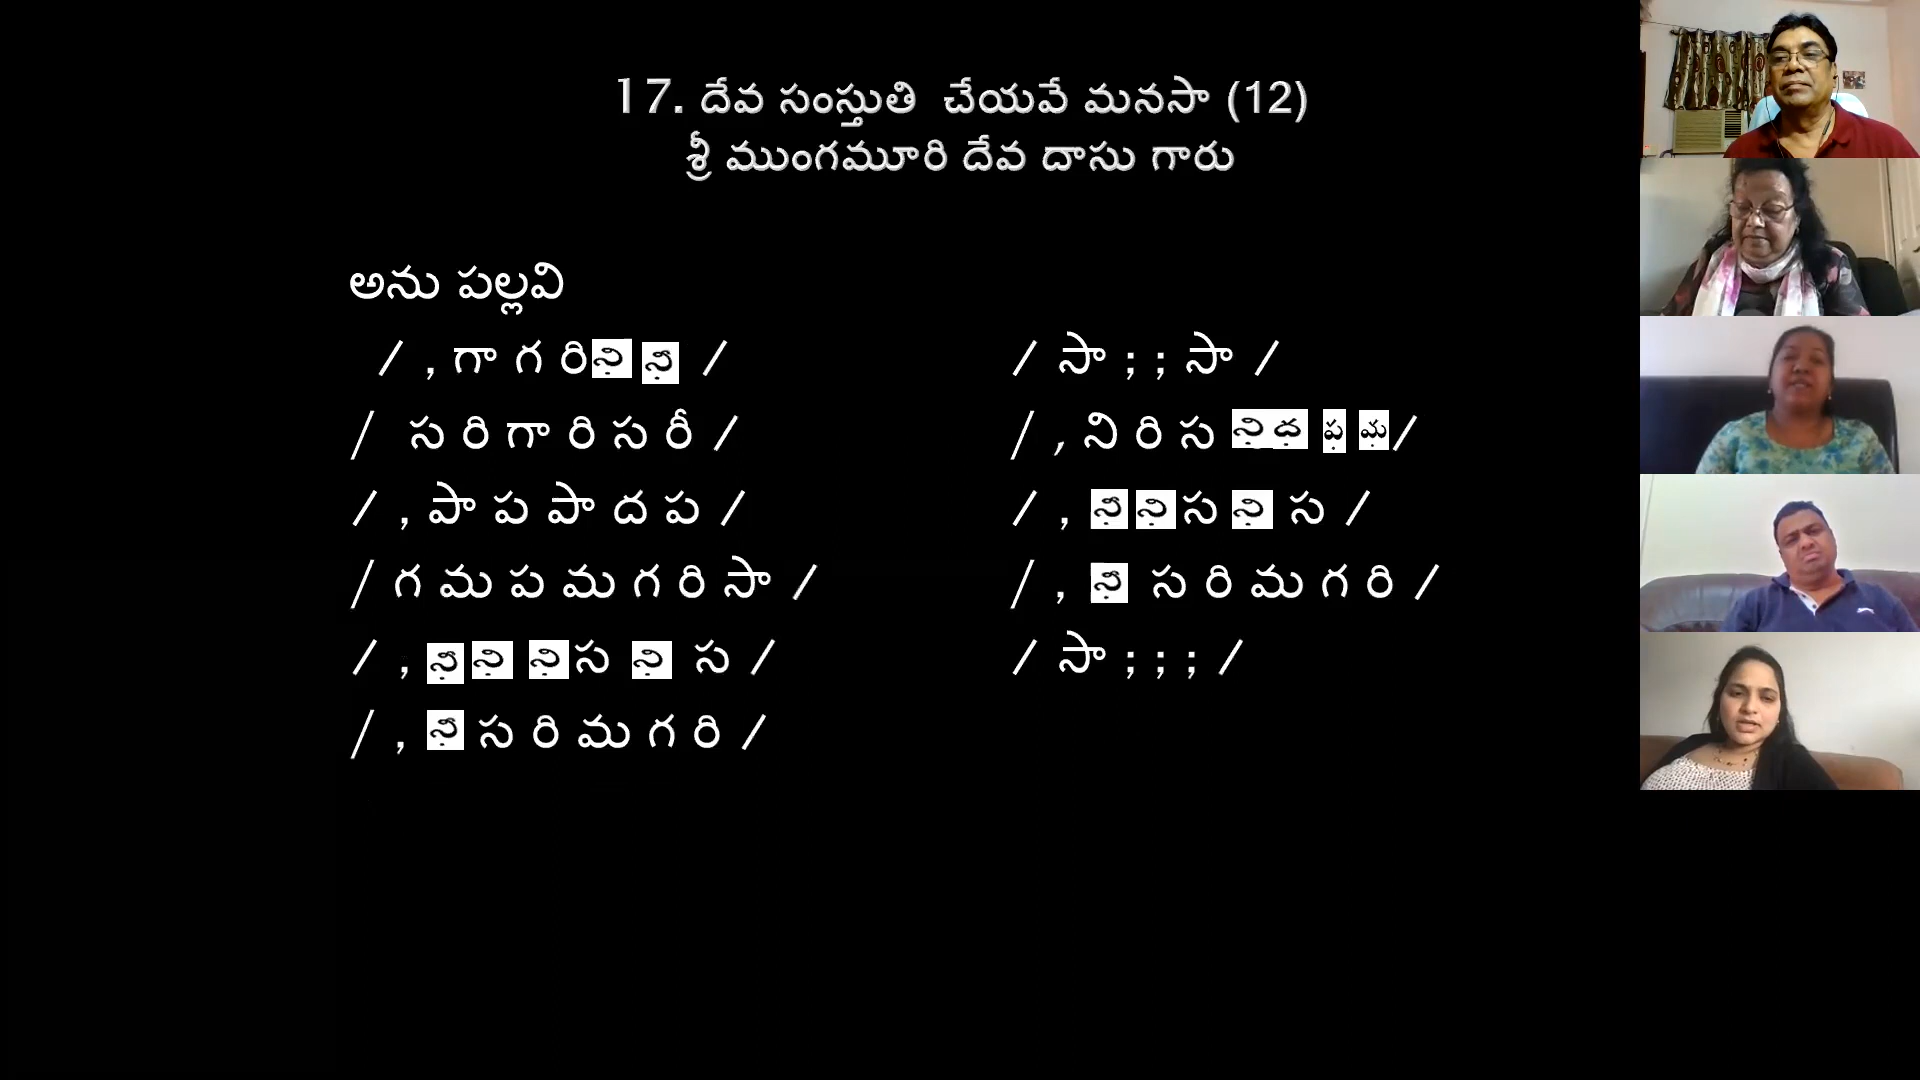 17. దేవ సంస్తుతి చేయవే మనసా (12)
శ్రీ ముంగమూరి దేవ దాసు గారు
అను పల్లవి
/ , గా గ రి ని నీ /
/ స రి గా రి స రీ /
/ , పా ప పా ద ప /
/ గ మ ప మ గ రి సా /
/ , నీ ని ని స ని స /
/ , నీ స రి మ గ రి /
/ సా ; ; సా /
/ , ని రి స ని ద ప మ /
/ , నీ ని స ని స /
/ , నీ స రి మ గ రి /
/ సా ; ; ; /